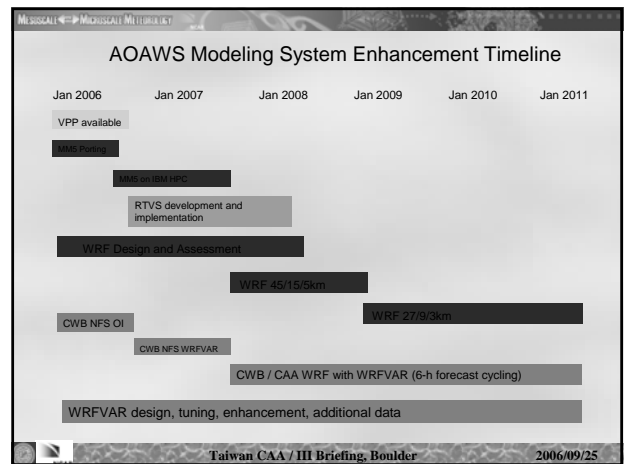 MESOSCALE MICROSCALE METEOROLOGY
AOAWS Modeling System Enhancement Timeline
Jan 2006 Jan 2007 Jan 2008 Jan 2009 Jan 2010 Jan 2011
VPP available
MM5 Porting
MM5 on IBM HPC
RTVS development and
implementation
WRF Design and Assessment
WRF 45/15/5km
WRF 27/9/3km
CWB NFS OI
CWB NFS WRFVAR
CWB / CAA WRF with WRFVAR (6-h forecast cycling)
WRFVAR design, tuning, enhancement, additional data
Taiwan CAA / III Briefing, Boulder 2006/09/25